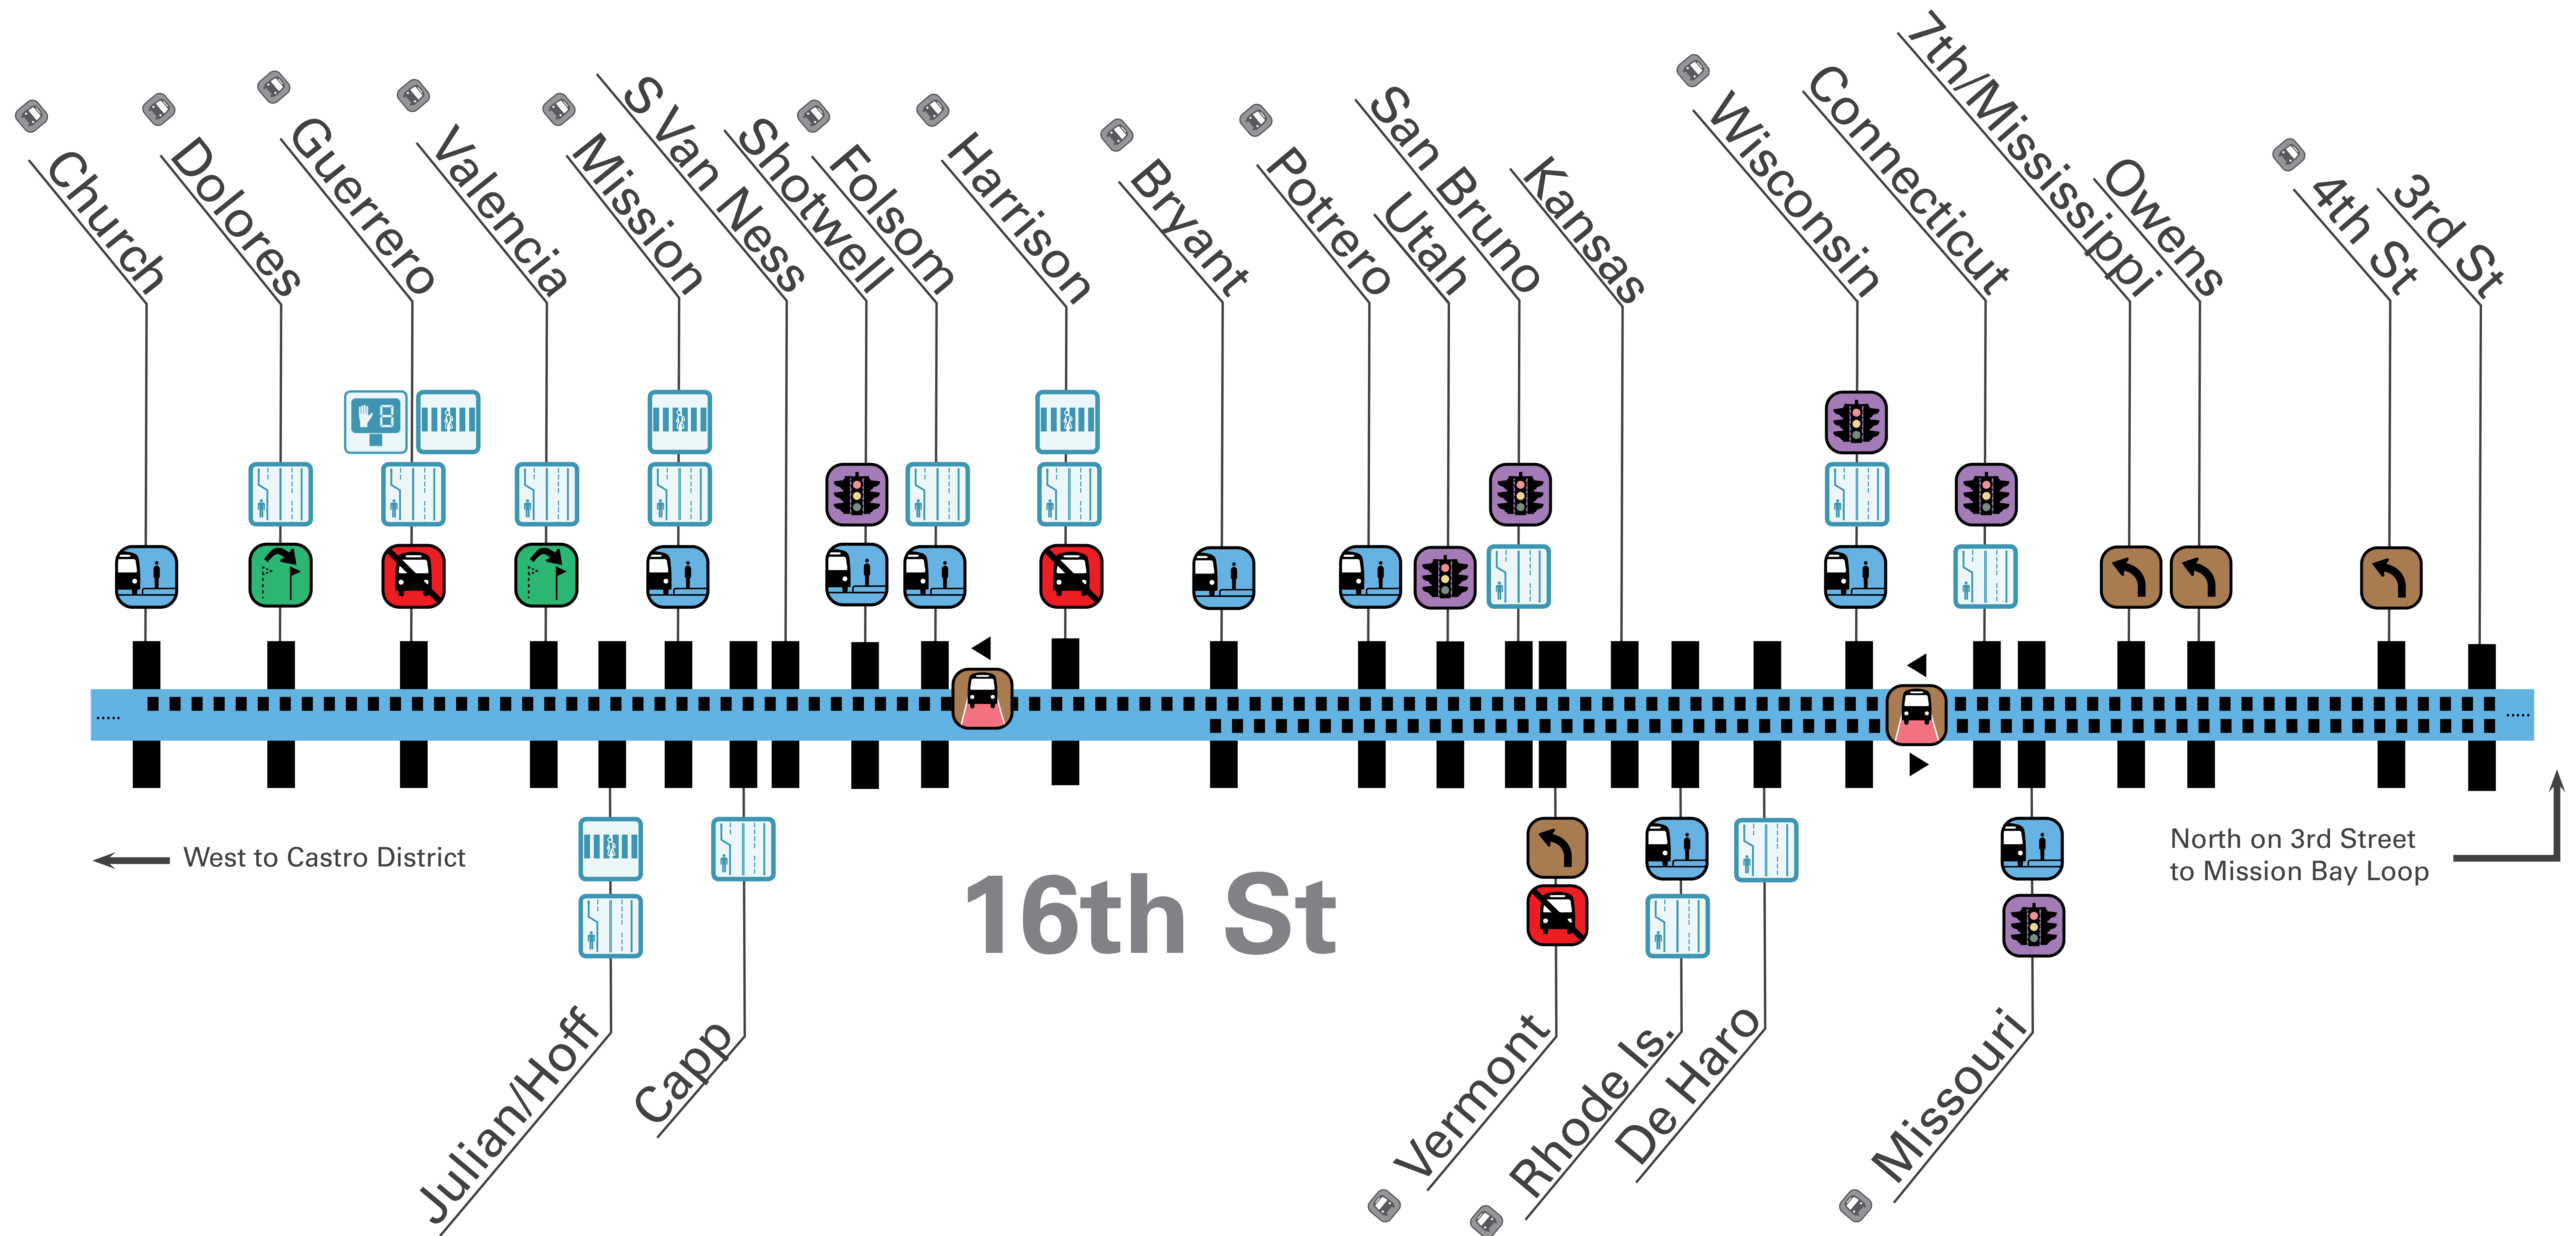 Church
Dolores
Guerrero
Valencia
Mission
S Van Ness
Shotwell
Folsom
Harrison
Bryant
Potrero
Utah
San Bruno
Kansas
Wisconsin
Connecticut
7th/Mississippi
Owens
4th St
3rd St
West to Castro District
16th St
North on 3rd Street
to Mission Bay Loop
Julian/Hoff
Capp
Vermont
Rhode Is.
De Haro
Missouri